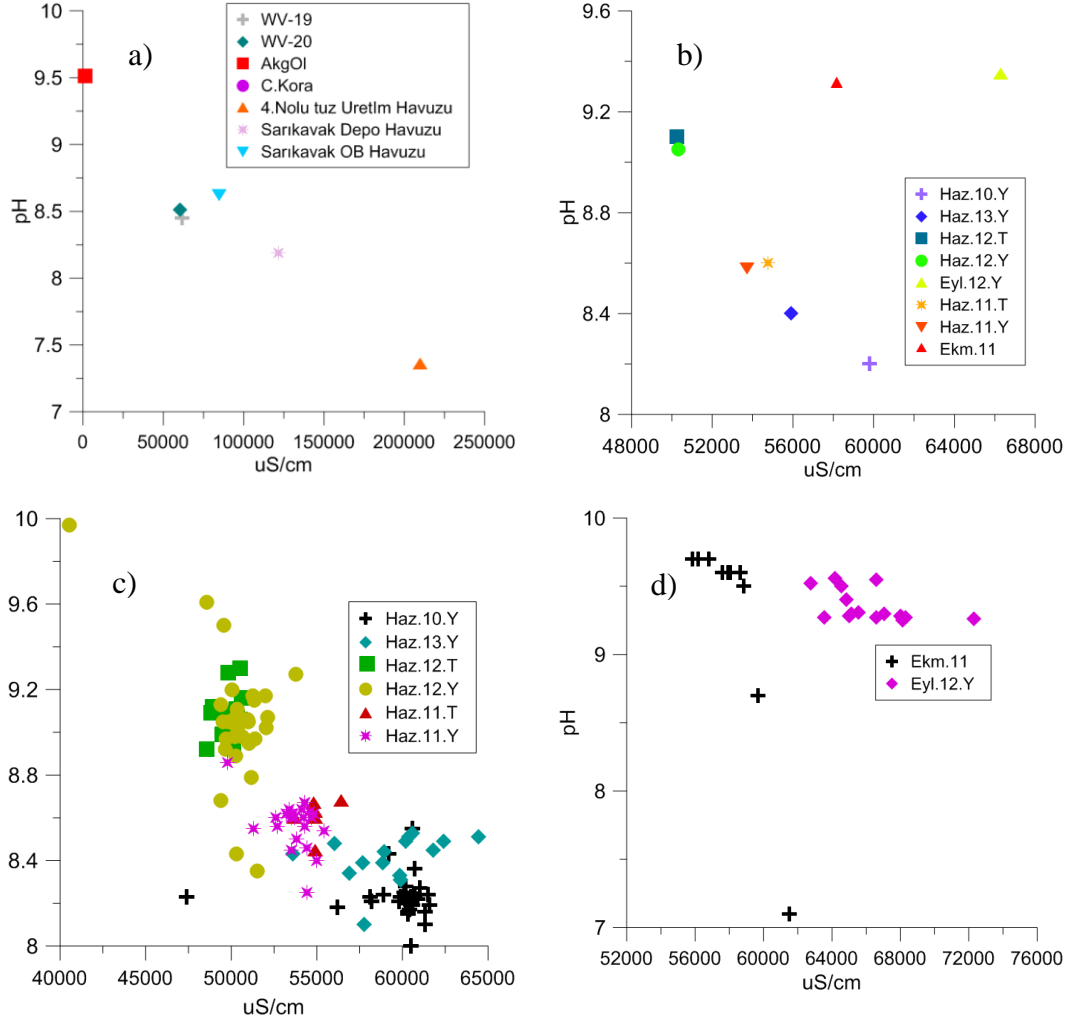 a)
10
9.5
9
8.5
8
7.5
7
pH
0
50000
100000
150000
200000
250000
uS/cm
WV-19
WV-20
AkgOl
C.Kora
4.Nolu tuz UretIm Havuzu
Sarıkavak Depo Havuzu
Sarıkavak OB Havuzu
b)
9.6
9.2
8.8
8.4
8
pH
48000
52000
56000
60000
64000
68000
uS/cm
Haz.10.Y
Haz.13.Y
Haz.12.T
Haz.12.Y
Eyl.12.Y
Haz.11.T
Haz.11.Y
Ekm.11
c)
10
9.6
9.2
8.8
8.4
8
pH
40000
45000
50000
55000
60000
65000
uS/cm
Haz.10.Y
Haz.13.Y
Haz.12.T
Haz.12.Y
Haz.11.T
Haz.11.Y
d)
10
9
8
7
pH
52000
56000
60000
64000
68000
72000
76000
uS/cm
Ekm.11
Eyl.12.Y